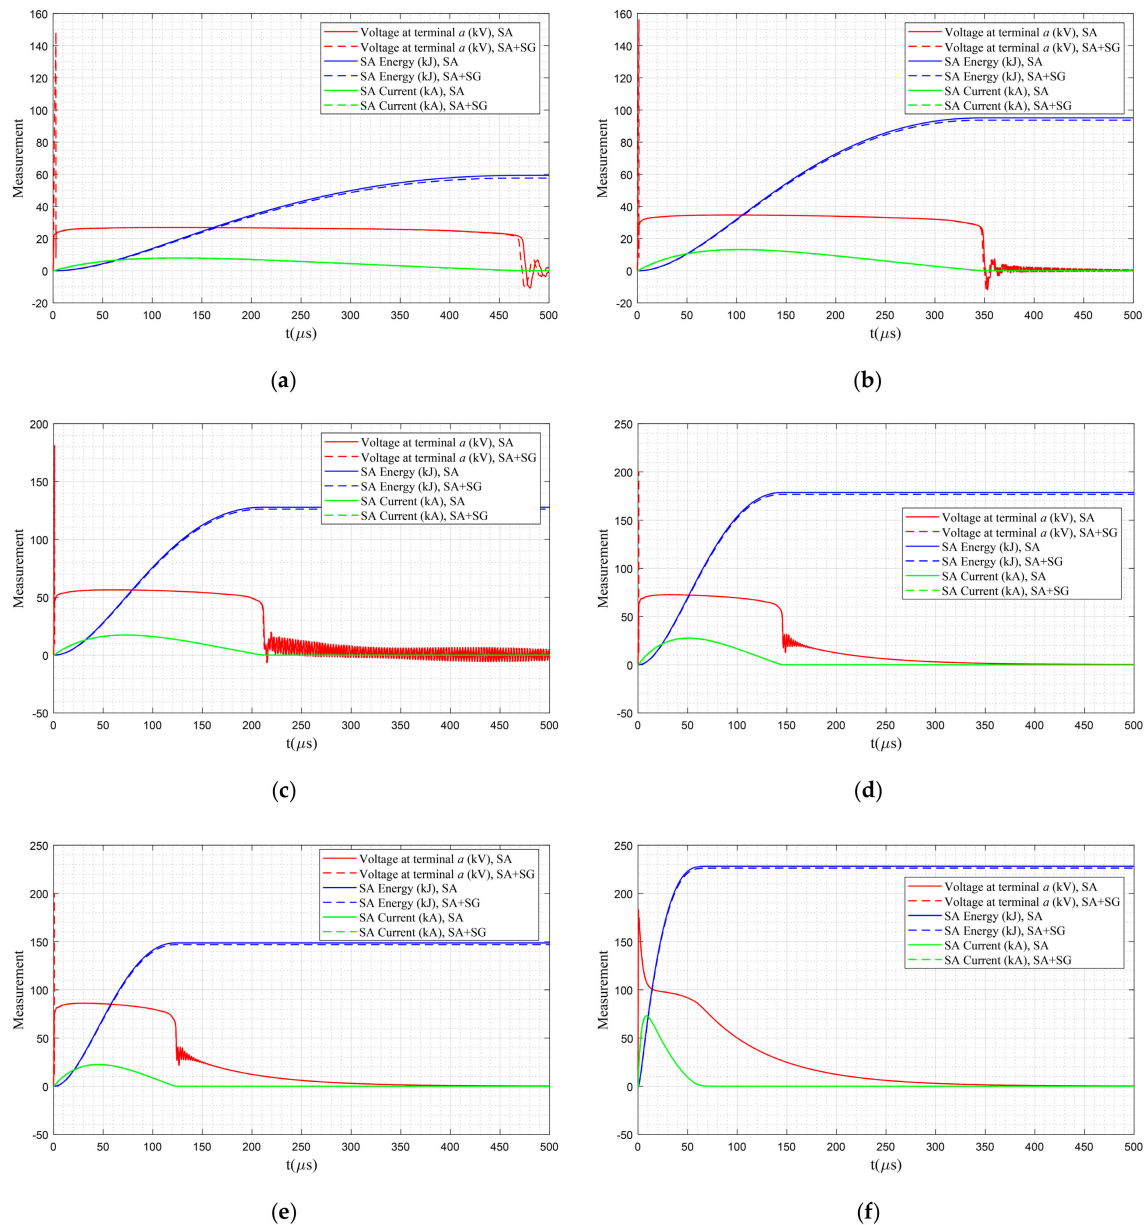 160
140
120
100
80
60
40
20
0
-20
Measurement
Voltage at terminal a (kV), SA
Voltage at terminal a (kV), SA+SG
SA Energy (kJ), SA
SA Energy (kJ), SA+SG
SA Current (kA), SA
SA Current (kA), SA+SG
0 50 100 150 200 250 300 350 400 450 500
t(μs)
(a)
160
140
120
100
80
60
40
20
0
-20
Measurement
Voltage at terminal a (kV), SA
Voltage at terminal a (kV), SA+SG
SA Energy (kJ), SA
SA Energy (kJ), SA+SG
SA Current (kA), SA
SA Current (kA), SA+SG
0 50 100 150 200 250 300 350 400 450 500
t(μs)
(b)
200
150
100
50
0
-50
Measurement
Voltage at terminal a (kV), SA
Voltage at terminal a (kV), SA+SG
SA Energy (kJ), SA
SA Energy (kJ), SA+SG
SA Current (kA), SA
SA Current (kA), SA+SG
0 50 100 150 200 250 300 350 400 450 500
t(μs)
(c)
250
200
150
100
50
0
-50
Measurement
Voltage at terminal a (kV), SA
Voltage at terminal a (kV), SA+SG
SA Energy (kJ), SA
SA Energy (kJ), SA+SG
SA Current (kA), SA
SA Current (kA), SA+SG
0 50 100 150 200 250 300 350 400 450 500
t(μs)
(d)
250
200
150
100
50
0
-50
Measurement
Voltage at terminal a (kV), SA
Voltage at terminal a (kV), SA+SG
SA Energy (kJ), SA
SA Energy (kJ), SA+SG
SA Current (kA), SA
SA Current (kA), SA+SG
0 50 100 150 200 250 300 350 400 450 500
t(μs)
(e)
250
200
150
100
50
0
-50
Measurement
Voltage at terminal a (kV), SA
Voltage at terminal a (kV), SA+SG
SA Energy (kJ), SA
SA Energy (kJ), SA+SG
SA Current (kA), SA
SA Current (kA), SA+SG
0 50 100 150 200 250 300 350 400 450 500
t(μs)
(f)